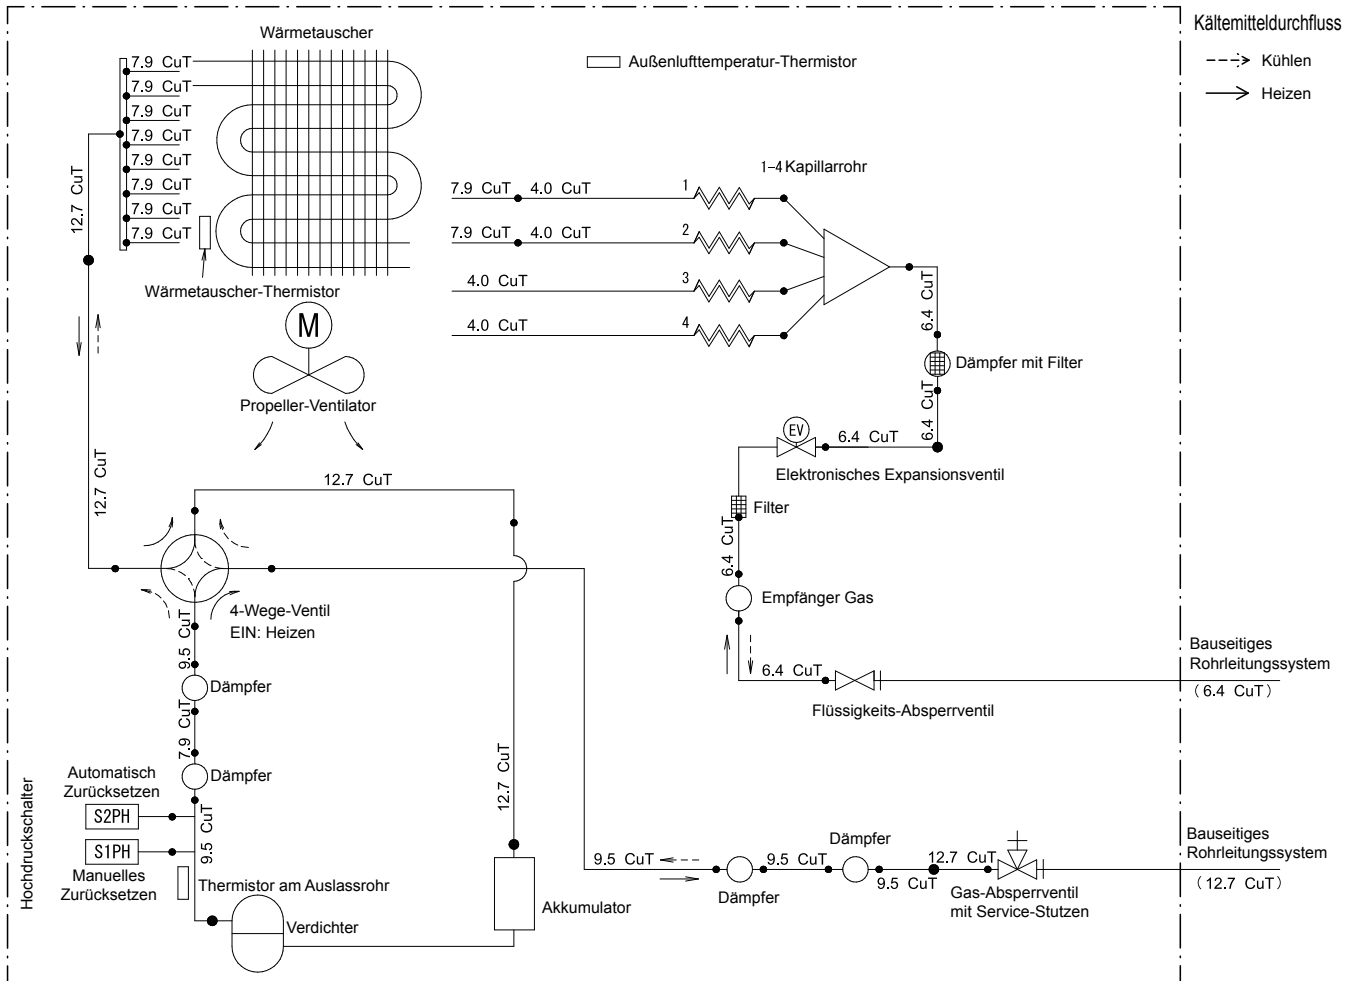 Kältemitteldurchfluss
Kühlen
Heizen
Wärmetauscher
Außenlufttemperatur-Thermistor
7.9 CuT
7.9 CuT
7.9 CuT
7.9 CuT
7.9 CuT
7.9 CuT
7.9 CuT
7.9 CuT
12.7 CuT
Wärmetauscher-Thermistor
M
Propeller-Ventilator
1-4 Kapillarrohr
7.9 CuT 4.0 CuT 1
7.9 CuT 4.0 CuT 2
4.0 CuT 3
4.0 CuT 4
6.4 CuT
Dämpfer mit Filter
6.4 CuT
EV
6.4 CuT
Elektronisches Expansionsventil
Filter
6.4 CuT
Empfänger Gas
6.4 CuT
Flüssigkeits-Absperrventil
Bauseitiges
Rohrleitungssystem
(6.4 CuT)
12.7 CuT
12.7 CuT
4-Wege-Ventil
EIN: Heizen
9.5 CuT
Dämpfer
7.9 CuT
Dämpfer
9.5 CuT
Automatisch
Zurücksetzen
S2PH
S1PH
Manuelles
Zurücksetzen
Hochdruckschalter
Thermistor am Auslassrohr
Verdichter
12.7 CuT
Akkumulator
9.5 CuT
Dämpfer
9.5 CuT
Dämpfer
9.5 CuT
12.7 CuT
Gas-Absperrventil
mit Service-Stutzen
Bauseitiges
Rohrleitungssystem
(12.7 CuT)